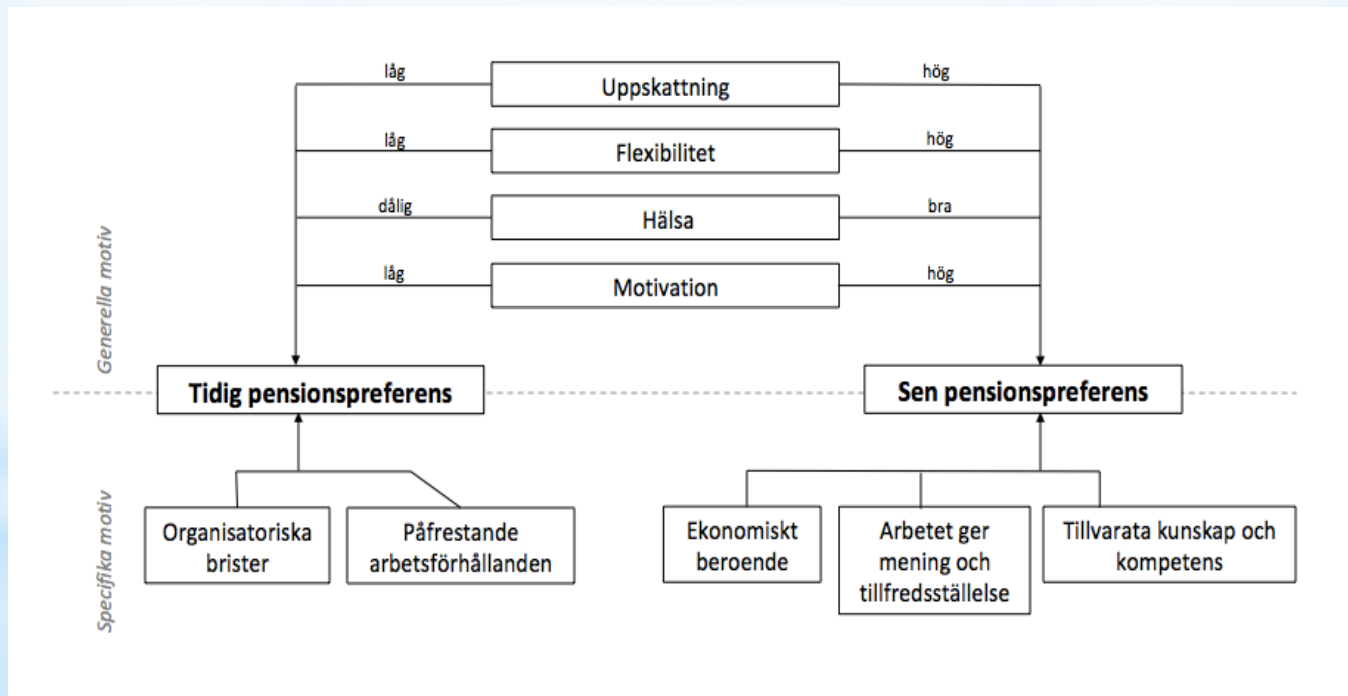 låg
Uppskattning
hög
låg
Flexibilitet
hög
dålig
Hälsa
bra
låg
Motivation
hög
Generella motiv
Tidig pensionspreferens
Sen pensionspreferens
Specifika motiv
Organisatoriska
brister
Påfrestande
arbetsförhållanden
Ekonomiskt
beroende
Arbetet ger
mening och
tillfredsställelse
Tillvarata kunskap och
kompetens